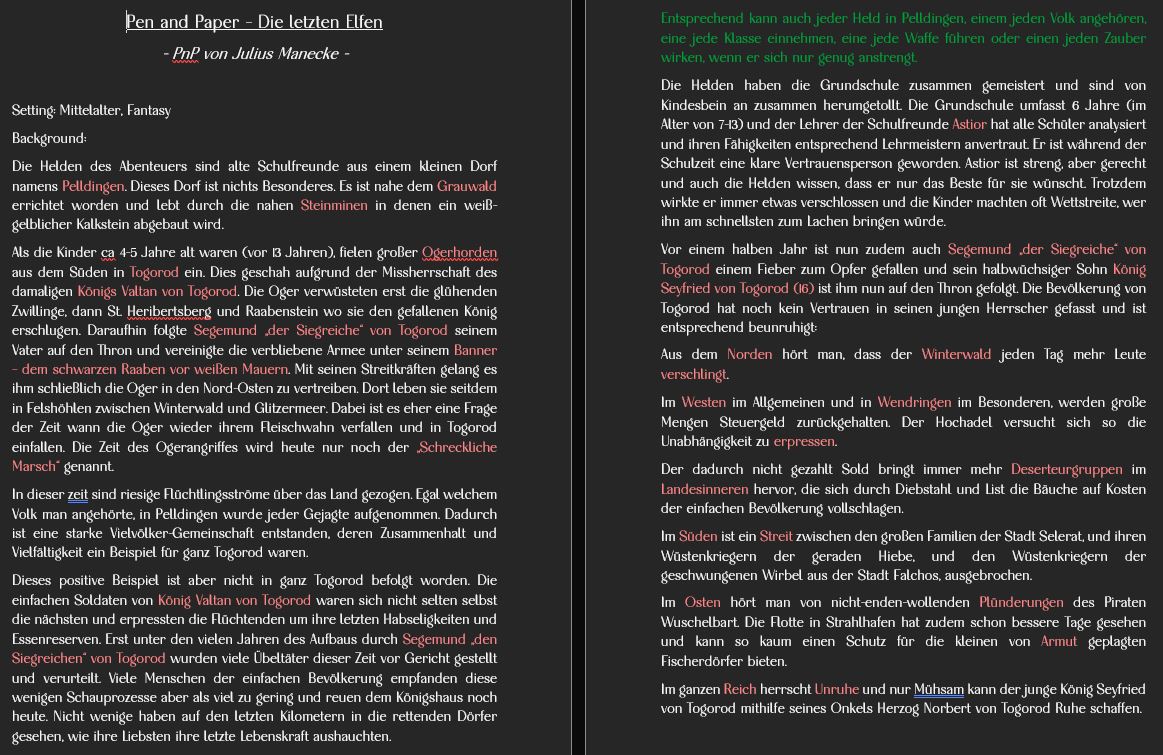 Pen and Paper – Die letzten Elfen
- PnP von Julius Manecke -
Setting: Mittelalter, Fantasy
Background:
Die Helden des Abenteuers sind alte Schulfreunde aus einem kleinen Dorf
namens Pelldingen. Dieses Dorf ist nichts Besonderes. Es ist nahe dem Grauwald
errichtet worden und lebt durch die nahen Steinminen in denen ein weiß-
gelblicher Kalkstein abgebaut wird.
Als die Kinder ca 4-5 Jahre alt waren (vor 13 Jahren), fielen großer Ogerhorden
aus dem Süden in Togorod ein. Dies geschah aufgrund der Missherrschaft des
damaligen Königs Valtan von Togorod. Die Oger verwüsteten erst die glühenden
Zwillinge, dann St. Heribertsberg und Raabenstein wo sie den gefallenen König
erschlugen. Daraufhin folgte Segemund „der Siegreiche“ von Togorod seinem
Vater auf den Thron und vereinigte die verbliebene Armee unter seinem Banner
– dem schwarzen Raaben vor weißen Mauern. Mit seinen Streitkräften gelang es
ihm schließlich die Oger in den Nord-Osten zu vertreiben. Dort leben sie seitdem
in Felshöhlen zwischen Winterwald und Glitzermeer. Dabei ist es eher eine Frage
der Zeit wann die Oger wieder ihrem Fleischwahn verfallen und in Togorod
einfallen. Die Zeit des Ogerangriffes wird heute nur noch der „Schreckliche
Marsch“ genannt.
In dieser zeit sind riesige Flüchtlingsströme über das Land gezogen. Egal welchem
Volk man angehörte, in Pelldingen wurde jeder Gejagte aufgenommen. Dadurch
ist eine starke Vielvölker-Gemeinschaft entstanden, deren Zusammenhalt und
Vielfältigkeit ein Beispiel für ganz Togorod waren.
Dieses positive Beispiel ist aber nicht in ganz Togorod befolgt worden. Die
einfachen Soldaten von König Valtan von Togorod waren sich nicht selten selbst
die nächsten und erpressten die Flüchtenden um ihre letzten Habseligkeiten und
Essenreserven. Erst unter den vielen Jahren des Aufbaus durch Segemund „den
Siegreichen“ von Togorod wurden viele Übeltäter dieser Zeit vor Gericht gestellt
und verurteilt. Viele Menschen der einfachen Bevölkerung empfanden diese
wenigen Schauprozesse aber als viel zu gering und reuen dem Königshaus noch
heute. Nicht wenige haben auf den letzten Kilometern in die rettenden Dörfer
gesehen, wie ihre Liebsten ihre letzte Lebenskraft aushauchten.
Entsprechend kann auch jeder Held in Pelldingen, einem jeden Volk angehören,
eine jede Klasse einnehmen, eine jede Waffe führen oder einen jeden Zauber
wirken, wenn er sich nur genug anstrengt.
Die Helden haben die Grundschule zusammen gemeistert und sind von
Kindesbein an zusammen herumgetollt. Die Grundschule umfasst 6 Jahre (im
Alter von 7-13) und der Lehrer der Schulfreunde Astior hat alle Schüler analysiert
und ihren Fähigkeiten entsprechend Lehrmeistern anvertraut. Er ist während der
Schulzeit eine klare Vertrauensperson geworden. Astior ist streng, aber gerecht
und auch die Helden wissen, dass er nur das Beste für sie wünscht. Trotzdem
wirkte er immer etwas verschlossen und die Kinder machten oft Wettstreite, wer
ihn am schnellsten zum Lachen bringen würde.
Vor einem halben Jahr ist nun zudem auch Segemund „der Siegreiche“ von
Togorod einem Fieber zum Opfer gefallen und sein halbwüchsiger Sohn König
Seyfried von Togorod (16) ist ihm nun auf den Thron gefolgt. Die Bevölkerung von
Togorod hat noch kein Vertrauen in seinen jungen Herrscher gefasst und ist
entsprechend beunruhigt:
Aus dem Norden hört man, dass der Winterwald jeden Tag mehr Leute
verschlingt.
Im Westen im Allgemeinen und in Wendringen im Besonderen, werden große
Mengen Steuergeld zurückgehalten. Der Hochadel versucht sich so die
Unabhängigkeit zu erpressen.
Der dadurch nicht gezahlt Sold bringt immer mehr Deserteurgruppen im
Landesinneren hervor, die sich durch Diebstahl und List die Bäuche auf Kosten
der einfachen Bevölkerung vollschlagen.
Im Süden ist ein Streit zwischen den großen Familien der Stadt Selerat, und ihren
Wüstenkriegern der geraden Hiebe, und den Wüstenkriegern der
geschwungenen Wirbel aus der Stadt Falchos, ausgebrochen.
Im Osten hört man von nicht-enden-wollenden Plünderungen des Piraten
Wuschelbart. Die Flotte in Strahlhafen hat zudem schon bessere Tage gesehen
und kann so kaum einen Schutz für die kleinen von Armut geplagten
Fischerdörfer bieten.
Im ganzen Reich herrscht Unruhe und nur Mühsam kann der junge König Seyfried
von Togorod mithilfe seines Onkels Herzog Norbert von Togorod Ruhe schaffen.